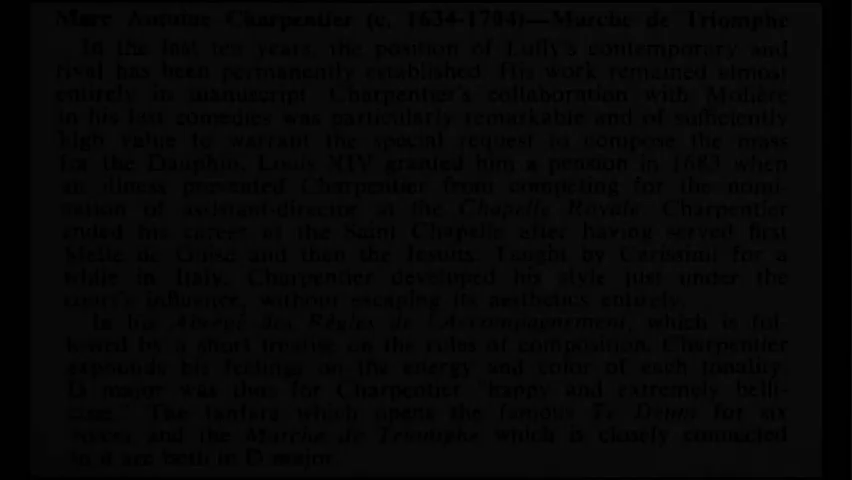 Marc Antoine Charpentier (c. 1634-1704)—Marche de Triomphe
In the last ten years, the position of Lully's contemporary and
rival has been permanently established. His work remained almost
entirely in manuscript. Charpentier's collaboration with Molière
in his last comedies was particularly remarkable and of sufficiently
high value to warrant the special request to compose the mass
for the Dauphin. Louis XIV granted him a pension in 1683 when
an illness prevented Charpentier from competing for the nomi-
nation of assistant-director at the Chapelle Royale. Charpentier
ended his career at the Saint Chapelle after having served first
Melle de Guise and then the Jesuits. Taught by Carissimi for a
while in Italy, Charpentier developed his style just under the
court's influence, without escaping its aesthetics entirely.
In his Abrégé des Règles de l'Accompagnement, which is fol-
lowed by a short treatise on the rules of composition, Charpentier
expounds his feelings on the energy and color of each tonality.
D major was thus for Charpentier "happy and extremely belli-
cose." The fanfare which opens the famous Te Deum for six
voices and the Marche de Triomphe which is closely connected
to it are both in D major.